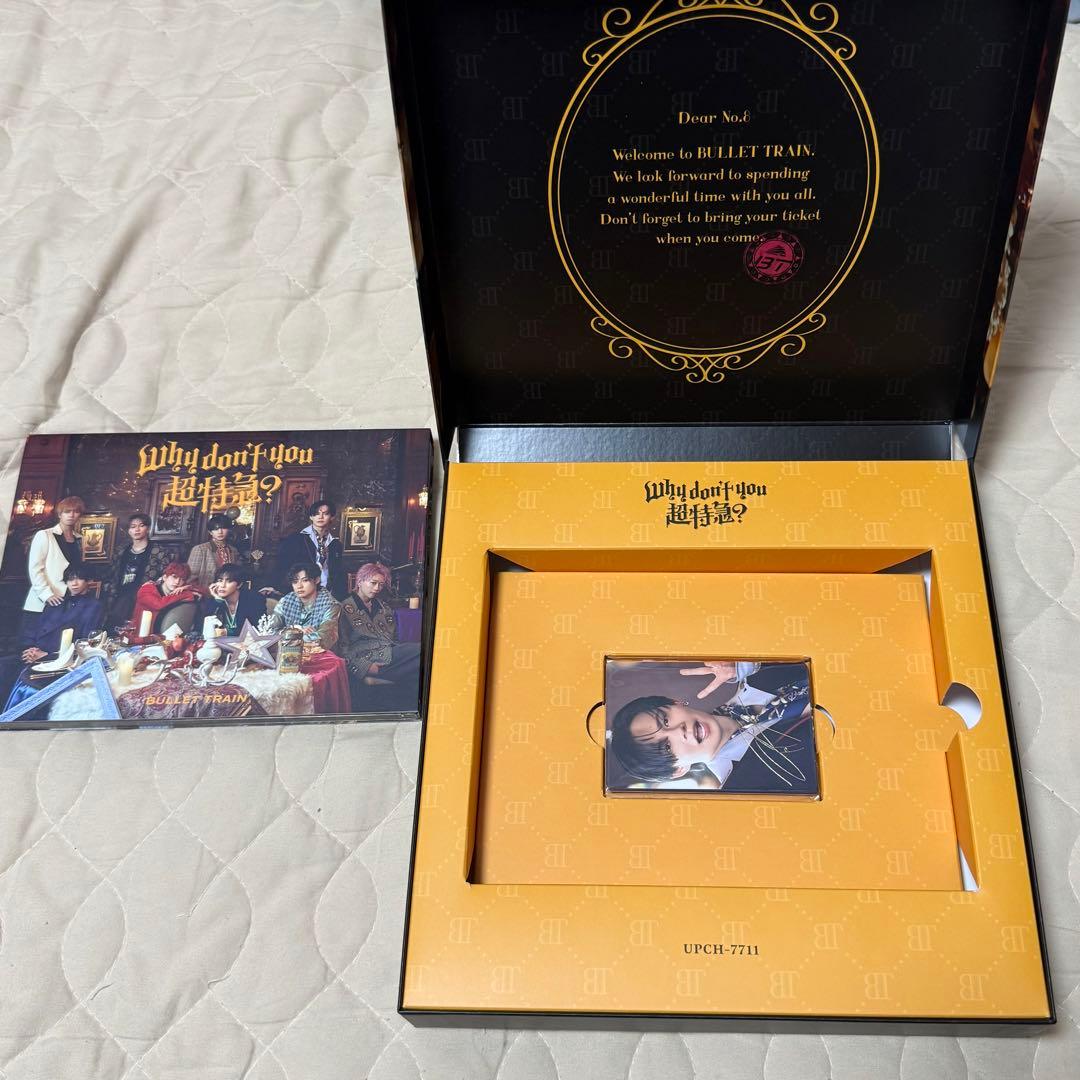 Dear No.8
Welcome to BULLET TRAIN.
We look forward to spending
a wonderful time with you all.
Don't forget to bring your ticket
when you come.
BT
Why don't you
超特急?
BULLET TRAIN
Why don't you
超特急?
UPCH-7711